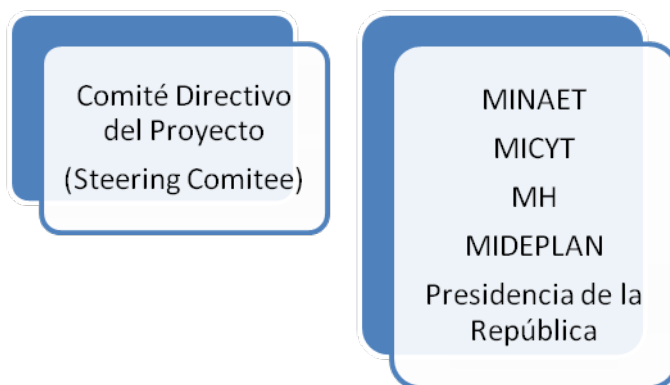 Comité Directivo
del Proyecto
(Steering Comitee)
MINAET
MICYT
MH
MIDEPLAN
Presidencia de la
República